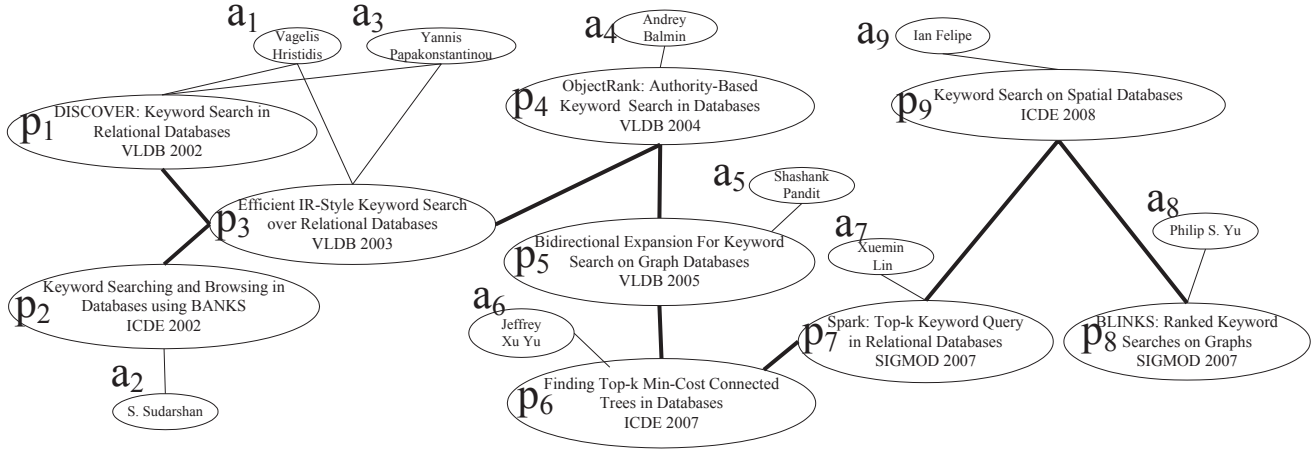 a1
Vagelis
Hristidis
a3
Yannis
Papakonstantinou
a4
Andrey
Balmin
a9
Ian Felipe
p1
DISCOVER: Keyword Search in
Relational Databases
VLDB 2002
p4
ObjectRank: Authority-Based
Keyword Search in Databases
VLDB 2004
p9
Keyword Search on Spatial Databases
ICDE 2008
p3
Efficient IR-Style Keyword Search
over Relational Databases
VLDB 2003
a5
Shashank
Pandit
p5
Bidirectional Expansion For Keyword
Search on Graph Databases
VLDB 2005
a7
Xuemin
Lin
a8
Philip S. Yu
p2
Keyword Searching and Browsing in
Databases using BANKS
ICDE 2002
a6
Jeffrey
Xu Yu
p7
Spark: Top-k Keyword Query
in Relational Databases
SIGMOD 2007
p8
BLINKS: Ranked Keyword
Searches on Graphs
SIGMOD 2007
a2
S. Sudarshan
p6
Finding Top-k Min-Cost Connected
Trees in Databases
ICDE 2007